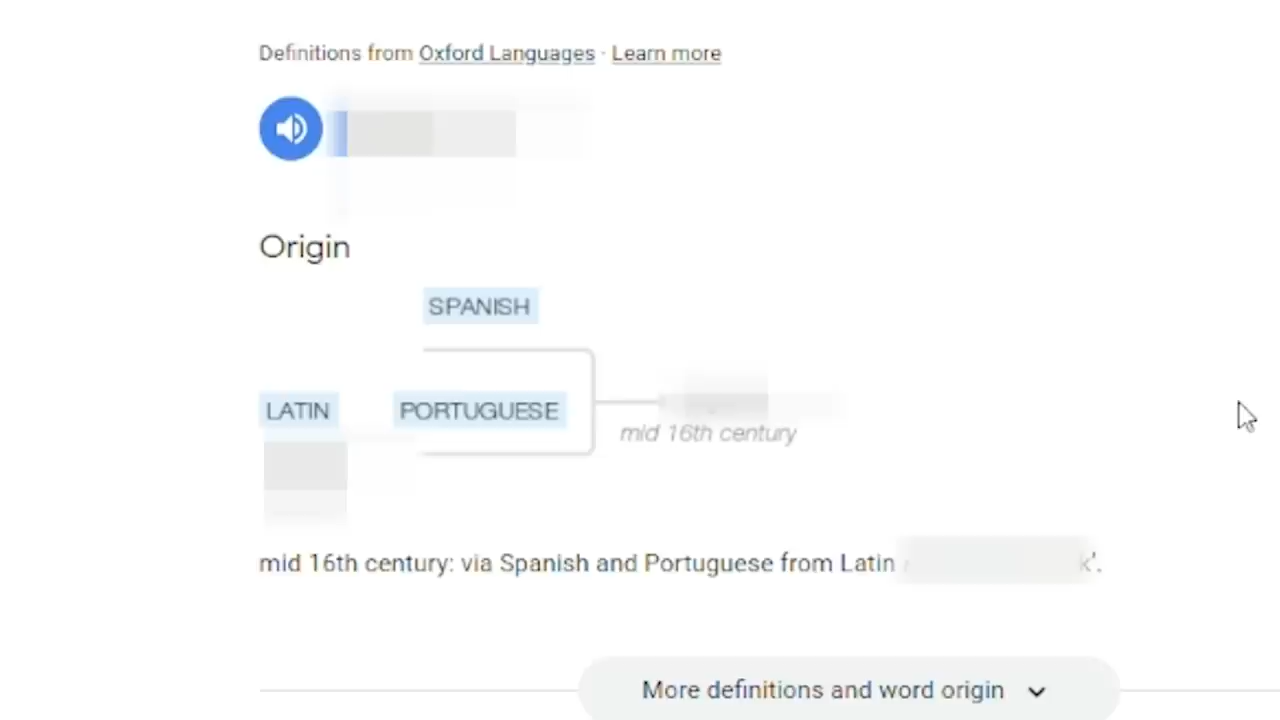 Definitions from Oxford Languages · Learn more
Origin
SPANISH
LATIN PORTUGUESE
mid 16th century
mid 16th century: via Spanish and Portuguese from Latin k'.
More definitions and word origin